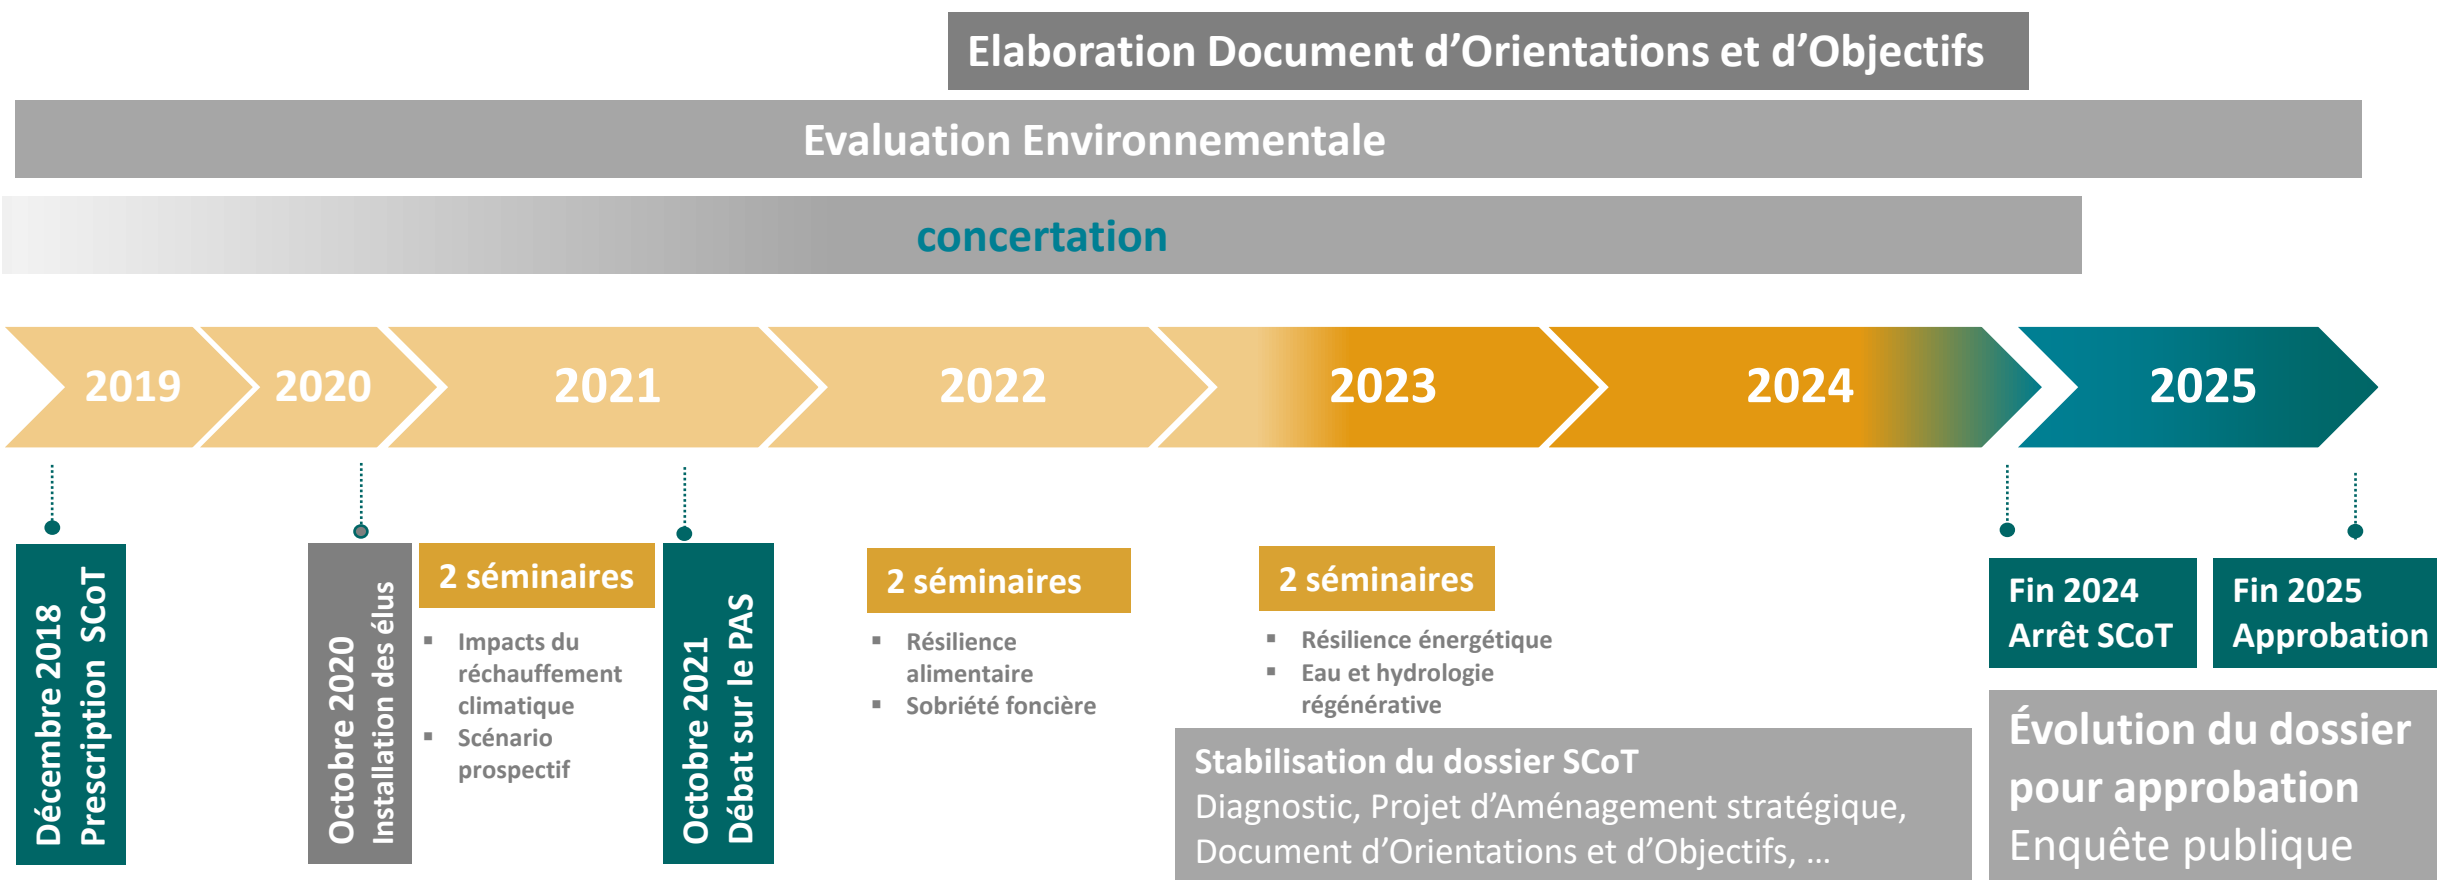 Elaboration Document d’Orientations et d’Objectifs
Evaluation Environnementale
concertation
2019
2020
2021
2022
2023
2024
2025
Décembre 2018
Prescription SCoT
Octobre 2020
Installation des élus
2 séminaires
▪ Impacts du
réchauffement
climatique
▪ Scénario
prospectif
Octobre 2021
Débat sur le PAS
2 séminaires
▪ Résilience
alimentaire
▪ Sobriété foncière
2 séminaires
▪ Résilience énergétique
▪ Eau et hydrologie
régénérative
Stabilisation du dossier SCoT
Diagnostic, Projet d’Aménagement stratégique,
Document d’Orientations et d’Objectifs, ...
Fin 2024
Arrêt SCoT
Fin 2025
Approbation
Évolution du dossier
pour approbation
Enquête publique